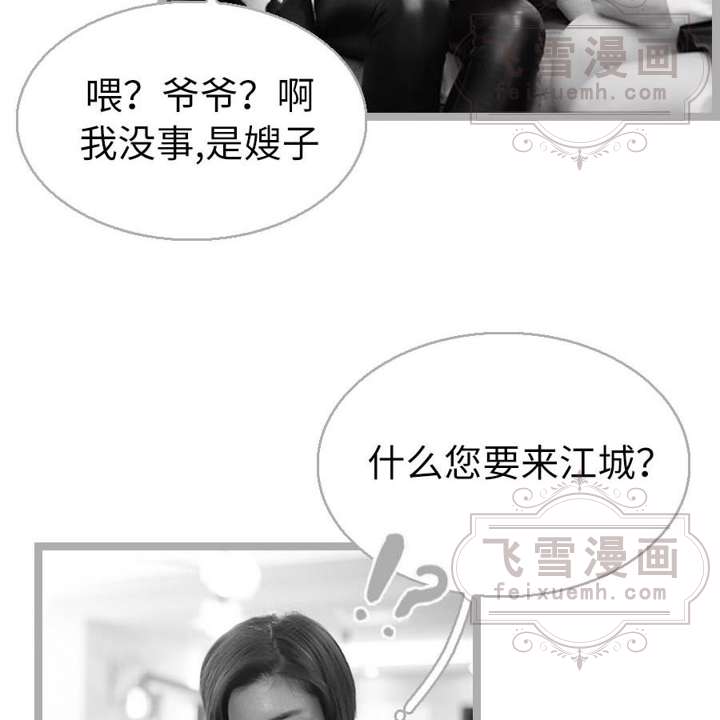 飞雪漫画
feixuemh.com
喂？爷爷？啊
我没事,是嫂子
什么您要来江城？
!?
飞雪漫画
feixuemh.com